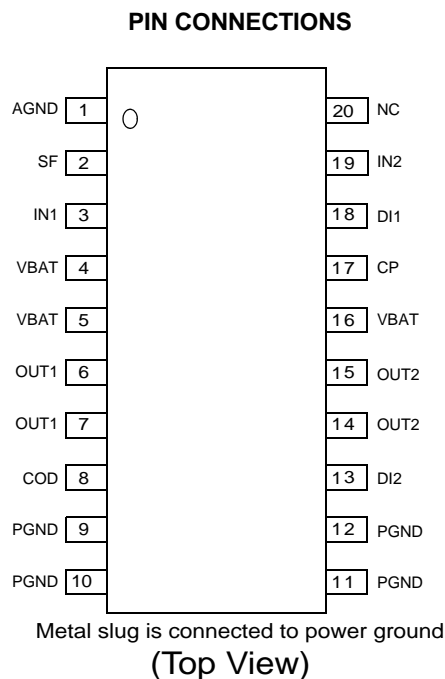 PIN CONNECTIONS
AGND 1 20 NC
SF 2 19 IN2
IN1 3 18 DI1
VBAT 4 17 CP
VBAT 5 16 VBAT
OUT1 6 15 OUT2
OUT1 7 14 OUT2
COD 8 13 DI2
PGND 9 12 PGND
PGND 10 11 PGND
Metal slug is connected to power ground
(Top View)